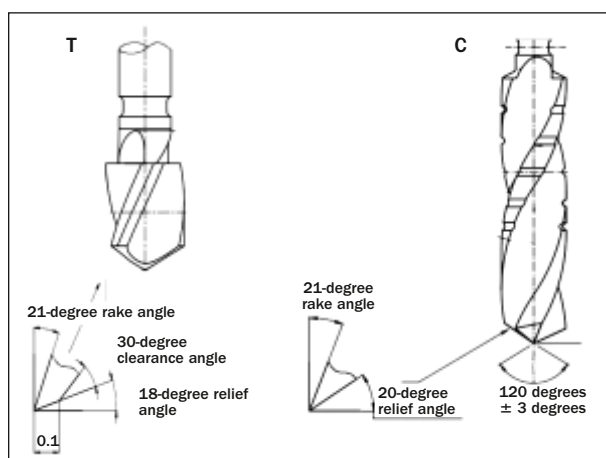 T
C
21-degree rake angle
30-degree
clearance angle
18-degree relief
angle
0.1
21-degree
rake angle
20-degree
relief angle
120 degrees
± 3 degrees